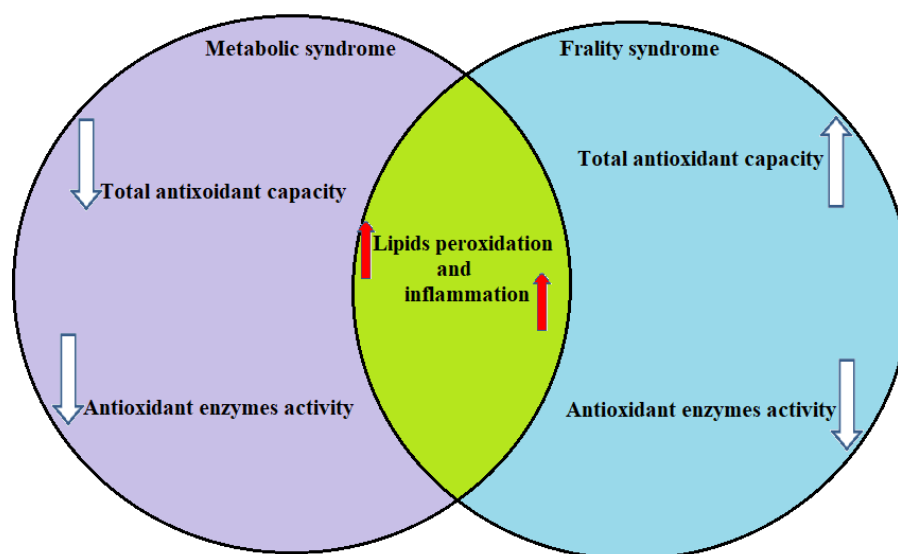 Metabolic syndrome
Frality syndrome
Total antioxidant capacity
Total antixoidant capacity
Lipids peroxidation
and
inflammation
Antioxidant enzymes activity
Antioxidant enzymes activity